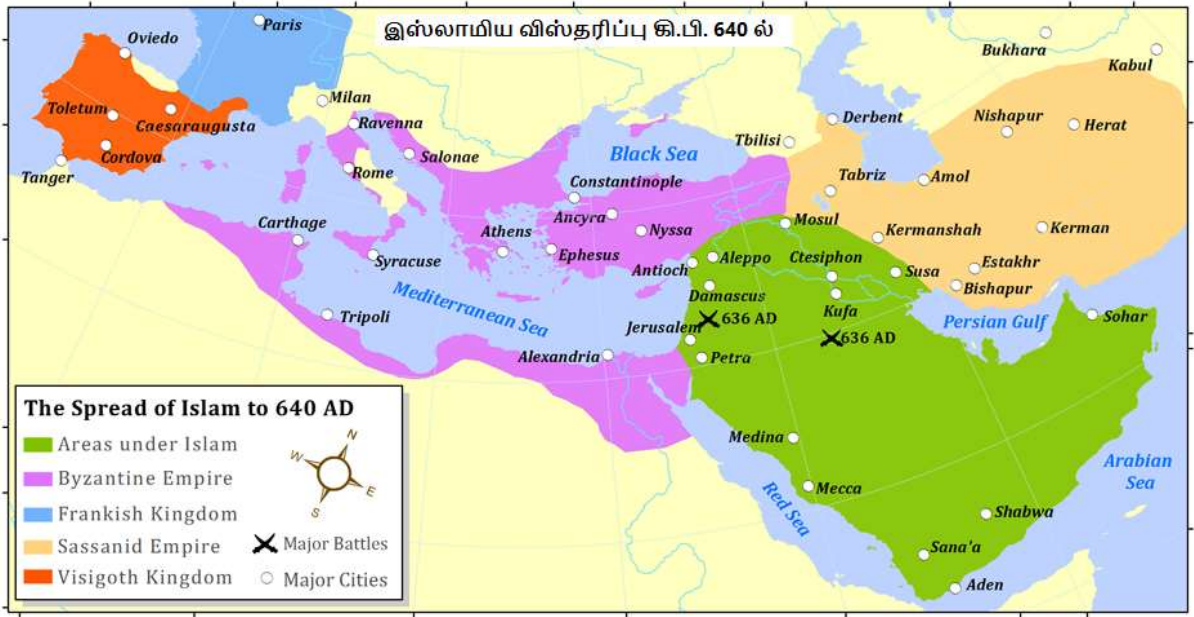 இஸ்லாமிய விஸ்தரிப்பு கி.பி. 640 ல்
Paris
Oviedo
Bukhara
Kabul
Milan
Toletum
Caesaraugusta
Ravenna
Derbent
Nishapur
Herat
Cordova
Salonae
Tbilisi
Black Sea
Tanger
Rome
Tabriz
Amol
Constantinople
Carthage
Ancyra
Mosul
Athens
Nyssa
Kermanshah
Kerman
Syracuse
Ephesus
Antioch
Aleppo
Ctesiphon
Susa
Estakhr
Bishapur
Mediterranean Sea
Damascus
Kufa
Tripoli
Jerusalem
636 AD
636 AD
Persian Gulf
Sohar
Alexandria
Petra
The Spread of Islam to 640 AD
Areas under Islam
Byzantine Empire
Frankish Kingdom
Sassanid Empire
Visigoth Kingdom
N
W
E
S
Major Battles
Major Cities
Medina
Mecca
Red Sea
Arabian
Sea
Shabwa
Sana'a
Aden